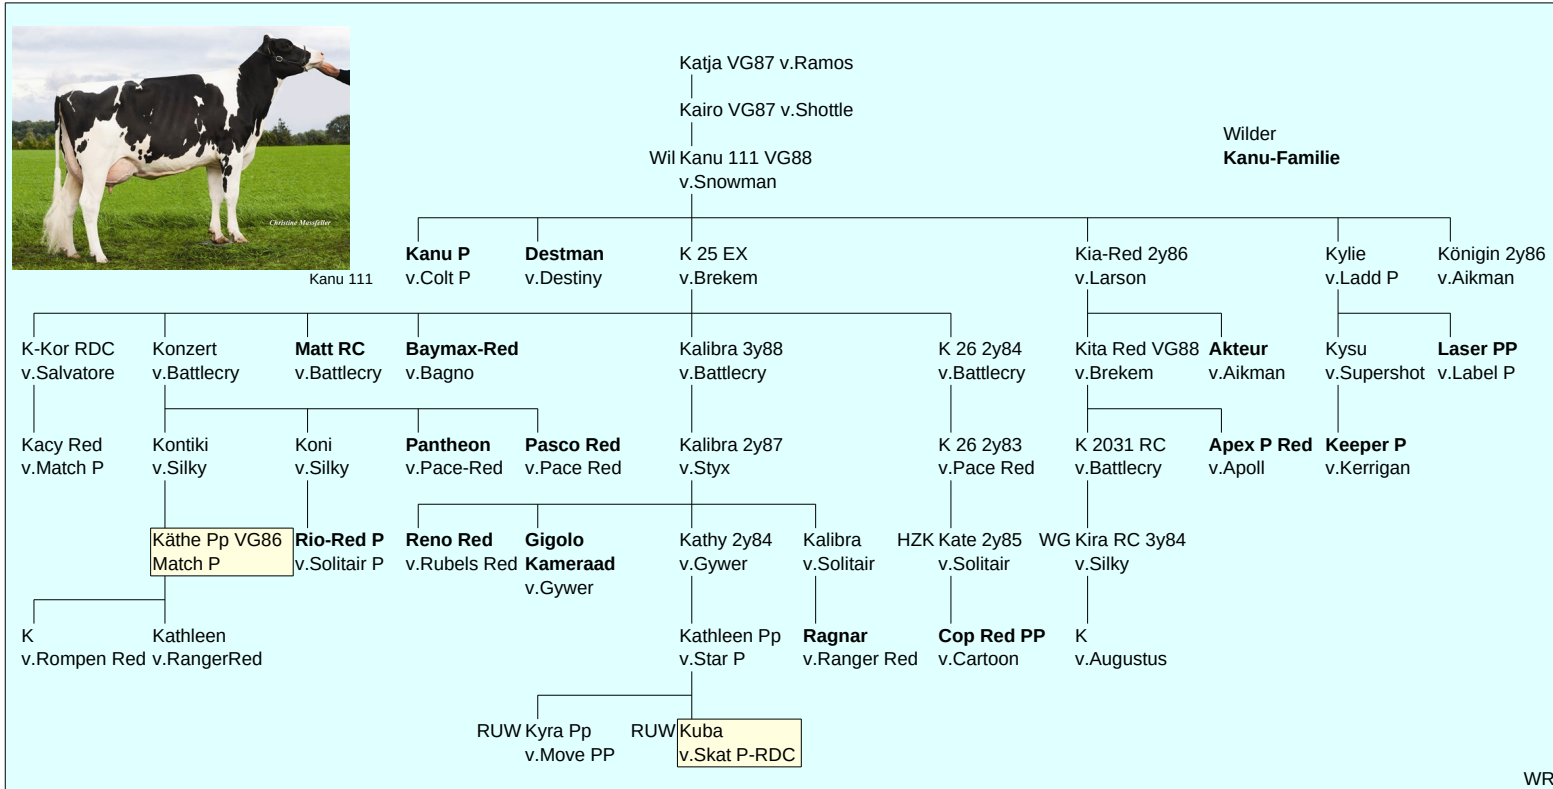 Katja VG87 v.Ramos
Kairo VG87 v.Shottle
Wilder
Kanu-Familie
Wil Kanu 111 VG88
v.Snowman
Christine Massfeller
Kanu 111
Kanu P
v.Colt P
Destman
v.Destiny
K 25 EX
v.Brekem
Kia-Red 2y86
v.Larson
Kylie
v.Ladd P
Königin 2y86
v.Aikman
K-Kor RDC
v.Salvatore
Konzert
v.Battlecry
Matt RC
v.Battlecry
Baymax-Red
v.Bagno
Kalibra 3y88
v.Battlecry
K 26 2y84
v.Battlecry
Kita Red VG88
v.Brekem
Akteur
v.Aikman
Kysu
v.Supershot
Laser PP
v.Label P
Kacy Red
v.Match P
Kontiki
v.Silky
Koni
v.Silky
Pantheon
v.Pace-Red
Pasco Red
v.Pace Red
Kalibra 2y87
v.Styx
K 26 2y83
v.Pace Red
K 2031 RC
v.Battlecry
Apex P Red
v.Apoll
Keeper P
v.Kerrigan
Käthe Pp VG86
Match P
Rio-Red P
v.Solitair P
Reno Red
v.Rubels Red
Gigolo
Kameraad
v.Gywer
Kathy 2y84
v.Gywer
Kalibra
v.Solitair
HZK Kate 2y85
v.Solitair
WG Kira RC 3y84
v.Silky
K
v.Rompen Red
Kathleen
v.RangerRed
Kathleen Pp
v.Star P
Ragnar
v.Ranger Red
Cop Red PP
v.Cartoon
K
v.Augustus
RUW Kyra Pp
v.Move PP
RUW Kuba
v.Skat P-RDC
WR